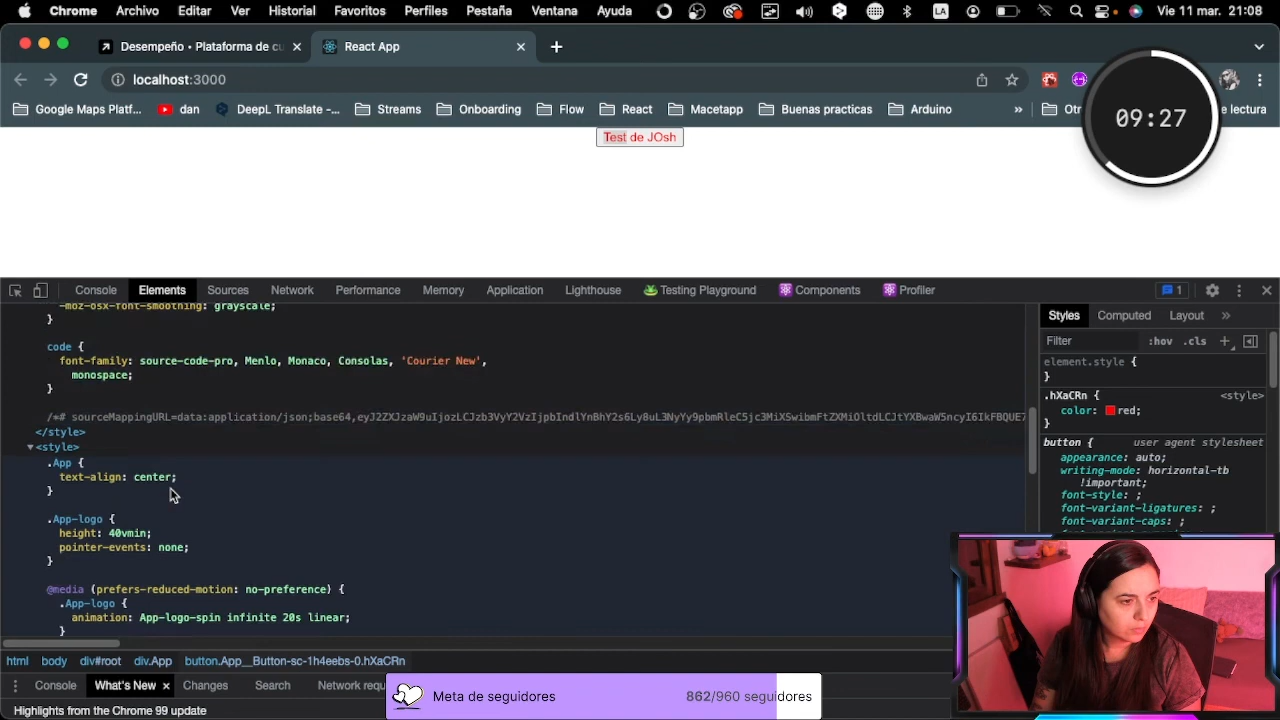 Chrome Archivo Editar Ver Historial Favoritos Perfiles Pestaña Ventana Ayuda LA Vie 11 mar. 21:08
Desempeño • Plataforma de cu React App
localhost:3000
Google Maps Platf... dan DeepL Translate -... Streams Onboarding Flow React Macetapp Buenas practicas Arduino » Otr e lectura
09:27
Test de JOsh
Console Elements Sources Network Performance Memory Application Lighthouse Testing Playground Components Profiler 1
-moz-osx-font-smoothing: grayscale;
}
code {
font-family: source-code-pro, Menlo, Monaco, Consolas, 'Courier New',
monospace;
}
</style>
<style>
.App {
text-align: center;
}
.App-logo {
height: 40vmin;
pointer-events: none;
}
@media (prefers-reduced-motion: no-preference) {
.App-logo {
animation: App-logo-spin infinite 20s linear;
}
Styles Computed Layout »
Filter :hov .cls
element.style {
}
.hXaCRn { <style>
color: red;
}
button { user agent stylesheet
appearance: auto;
writing-mode: horizontal-tb
!important;
font-style: ;
font-variant-ligatures: ;
font-variant-caps: ;
html body div#root div.App button.App__Button-sc-1h4eebs-0.hXaCRn
Console What's New Changes Search Network requ
Highlights from the Chrome 99 update
Meta de seguidores 862/960 seguidores